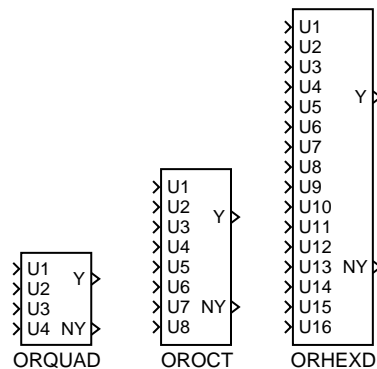 U1
U2
U3
U4
Y
NY
ORQUAD
U1
U2
U3
U4
U5
U6
U7
U8
Y
NY
OROCT
U1
U2
U3
U4
U5
U6
U7
U8
U9
U10
U11
U12
U13
U14
U15
U16
Y
NY
ORHEXD